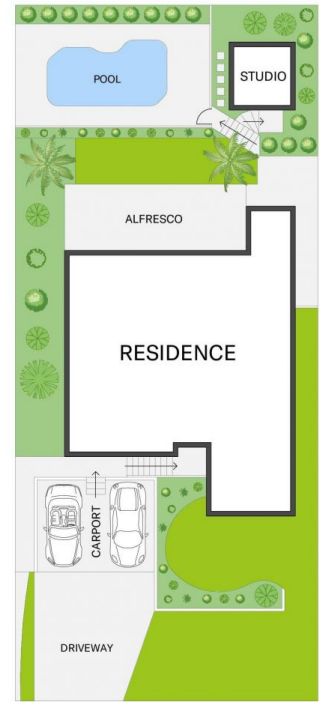 POOL
STUDIO
ALFRESCO
RESIDENCE
CARPORT
DRIVEWAY